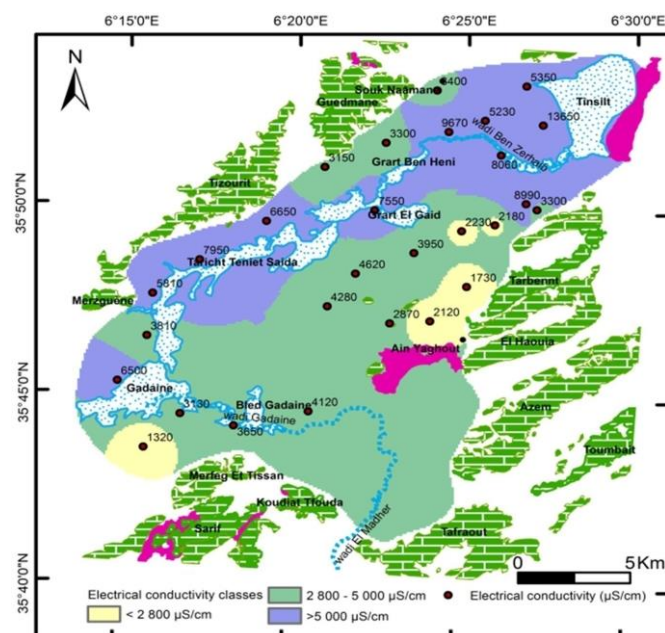 6°15'0"E 6°20'0"E 6°25'0"E 6°30'0"E
N
35°50'0"N
35°45'0"N
35°40'0"N
Souk Naamane
Guedmane
5350
Tinsilt
3300
9670
5230
13650
wadi Ben Zerhaib
3150
Grart Ben Heni
8060
Tizourit
7550
8990
3300
6650
Grart El Gaid
2230
2180
7950
3950
Taricht Teniet Saida
4620
1730
5810
Tarbennt
Merzguene
4280
3810
2870
2120
El Haouia
Ain Yaghout
6500
Gadaine
Azem
3130
Bled Gadaine
4120
wadi Gadaine
3650
1320
Toumbait
Merfeg Et Tissan
Koudiat Tfouda
Sarif
wadi El Madher
Tafraout
5Km
0
Electrical conductivity classes
2 800 - 5 000 µS/cm
Electrical conductivity (µS/cm)
< 2 800 µS/cm
>5 000 µS/cm